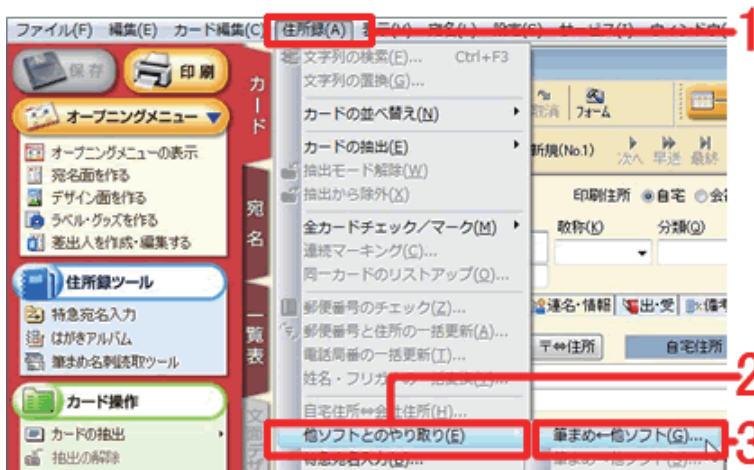 ファイル(F) 編集(E) カード編集(C) 住所録(A)
1
保存 印刷
オープニングメニュー
オープニングメニューの表示
宛名面を作る
デザイン面を作る
ラベル・グッズを作る
差出人を作成・編集する
住所録ツール
特急宛名入力
はがきアルバム
筆まめ名刺読取ツール
カード操作
カードの抽出
抽出の解除
カード
宛名
一覧表
文字列の検索(F)... Ctrl+F3
文字列の置換(G)...
カードの並べ替え(N)
カードの抽出(E)
抽出モード解除(W)
抽出から除外(X)
全カードチェック／マーク(M)
連続マーキング(C)...
同一カードのリストアップ(O)...
郵便番号のチェック(Z)...
郵便番号と住所の一括更新(A)...
電話局番の一括更新(T)...
自宅住所⇔会社住所(H)...
他ソフトとのやり取り(E)
2
筆まめ←他ソフト(G)...
3
取消 フォーム
新規(No.1) 次へ 早送 最終
印刷住所 自宅
敬称(K) 分類(Q)
連名・情報 出・受
〒⇔住所 自宅住所